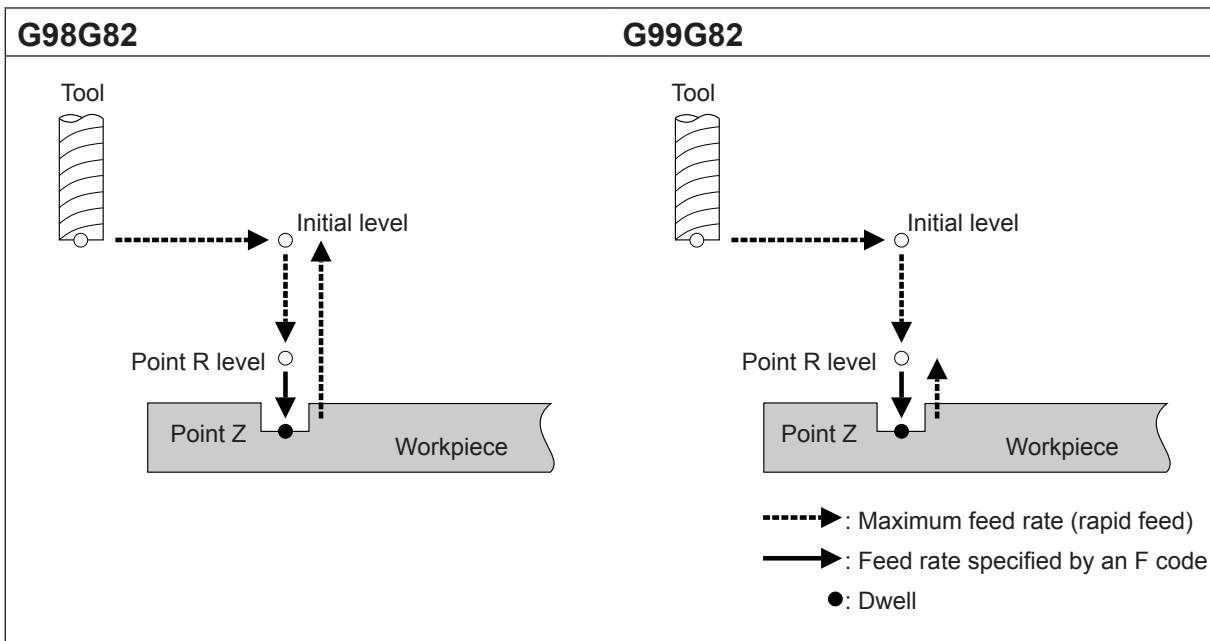 G98G82
G99G82
Tool
Initial level
Point R level
Point Z
Workpiece
Tool
Initial level
Point R level
Point Z
Workpiece
: Maximum feed rate (rapid feed)
: Feed rate specified by an F code
: Dwell